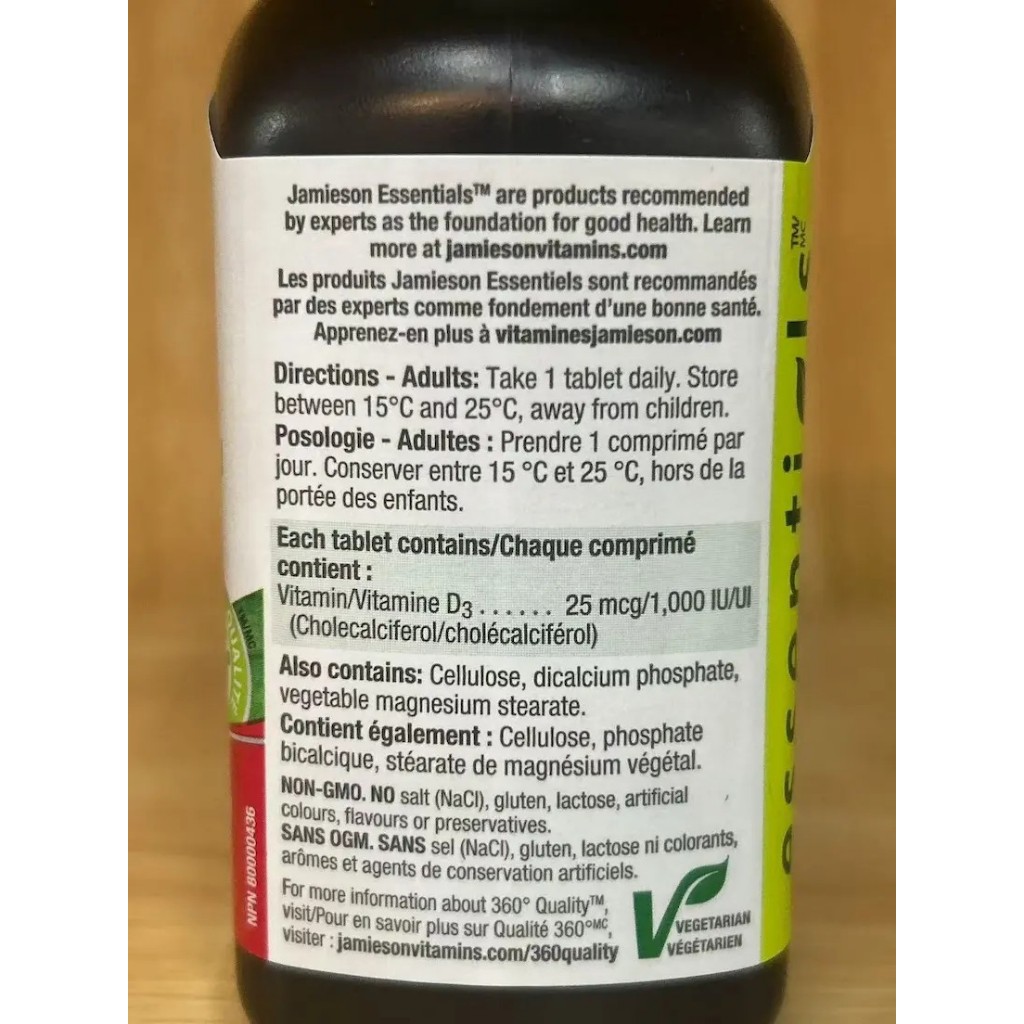 Jamieson Essentials™ are products recommended
by experts as the foundation for good health. Learn
more at jamiesonvitamins.com
Les produits Jamieson Essentiels sont recommandés
par des experts comme fondement d'une bonne santé.
Apprenez-en plus à vitaminesjamieson.com
Directions - Adults: Take 1 tablet daily. Store
between 15°C and 25°C, away from children.
Posologie - Adultes : Prendre 1 comprimé par
jour. Conserver entre 15 °C et 25 °C, hors de la
portée des enfants.
Each tablet contains/Chaque comprimé
contient :
Vitamin/Vitamine D3 . . . . . . 25 mcg/1,000 IU/UI
(Cholecalciferol/cholécalciférol)
Also contains: Cellulose, dicalcium phosphate,
vegetable magnesium stearate.
Contient également : Cellulose, phosphate
bicalcique, stéarate de magnésium végétal.
NON-GMO. NO salt (NaCl), gluten, lactose, artificial
colours, flavours or preservatives.
SANS OGM. SANS sel (NaCl), gluten, lactose ni colorants,
arômes et agents de conservation artificiels.
For more information about 360° Quality™,
visit/Pour en savoir plus sur Qualité 360°ᴹᶜ,
visiter : jamiesonvitamins.com/360quality
VEGETARIAN
VÉGÉTARIEN
NPN 80000436
QUALITÉ
TM/MC
essentials TM/MC